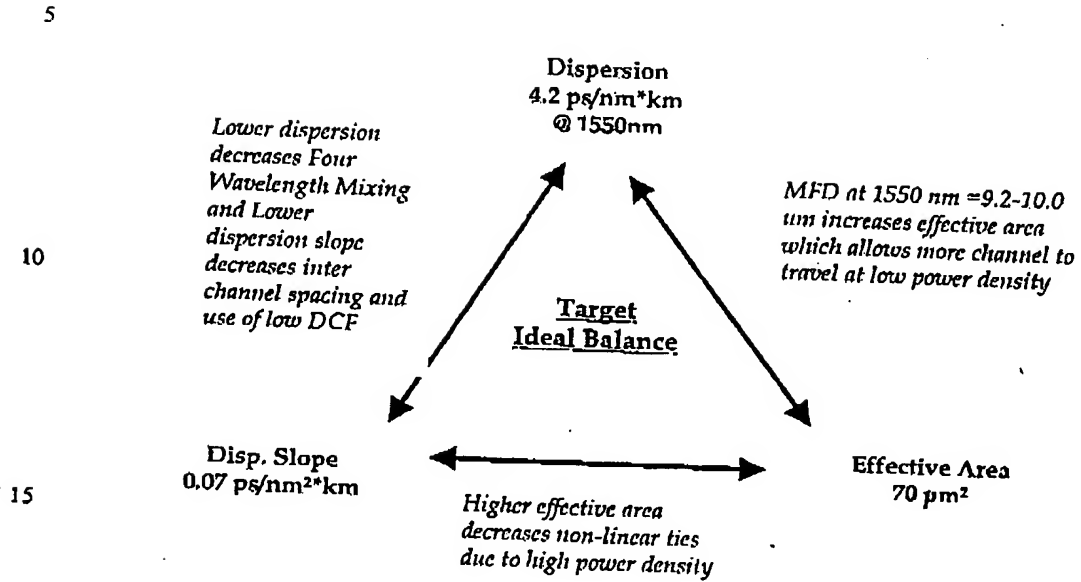 5
Dispersion
4.2 ps/nm*km
@ 1550nm
Lower dispersion
decreases Four
Wavelength Mixing
and Lower
dispersion slope
decreases inter
channel spacing and
use of low DCF
MFD at 1550 nm =9.2-10.0
um increases effective area
which allows more channel to
travel at low power density
10
Target
Ideal Balance
Disp. Slope
0.07 ps/nm²*km
Effective Area
70 µm²
15
Higher effective area
decreases non-linear ties
due to high power density